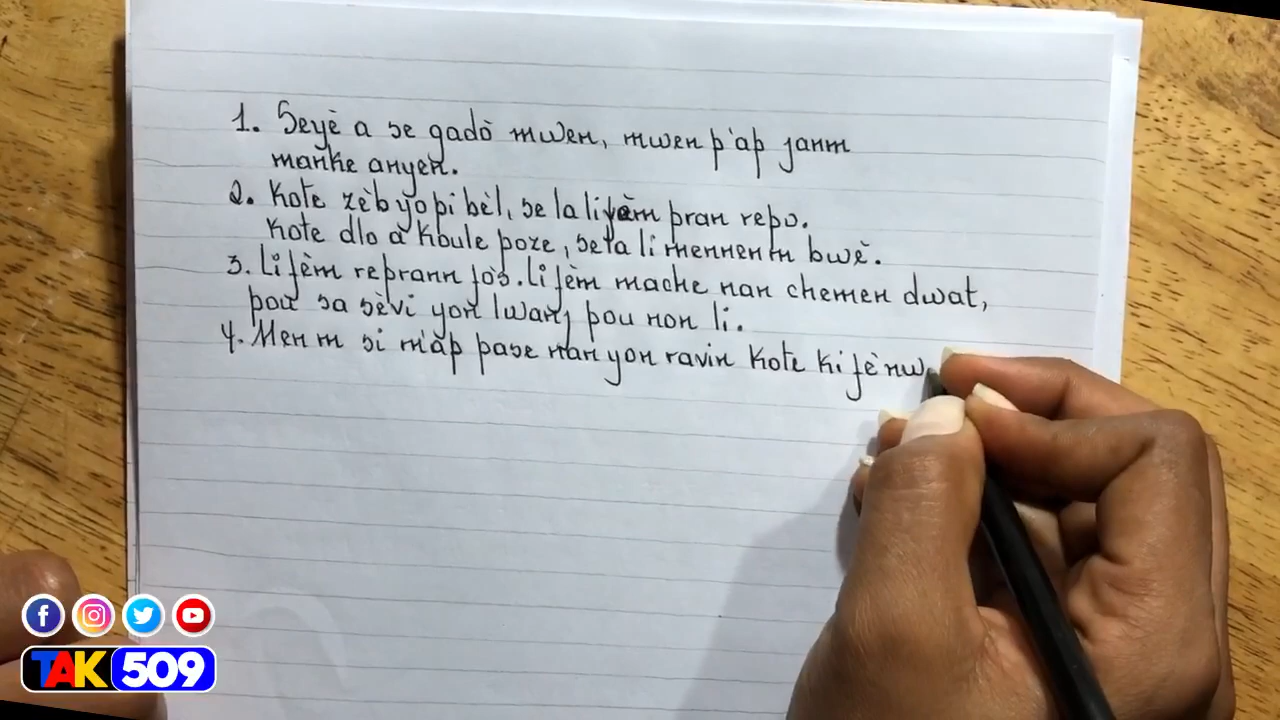 1. Seyè a se gadò mwen, mwen p'ap janm
manke anyen.
2. Kote zèb yo pi bèl, se la li fèm pran repo.
Kote dlo a koule poze, se la li mennen m bwè.
3. Li fèm reprann fòs. Li fèm mache nan chemen dwat,
pou sa sèvi yon lwanj pou non li.
4. Menm si m'ap pase nan yon ravin kote ki fè nw
TAK 509